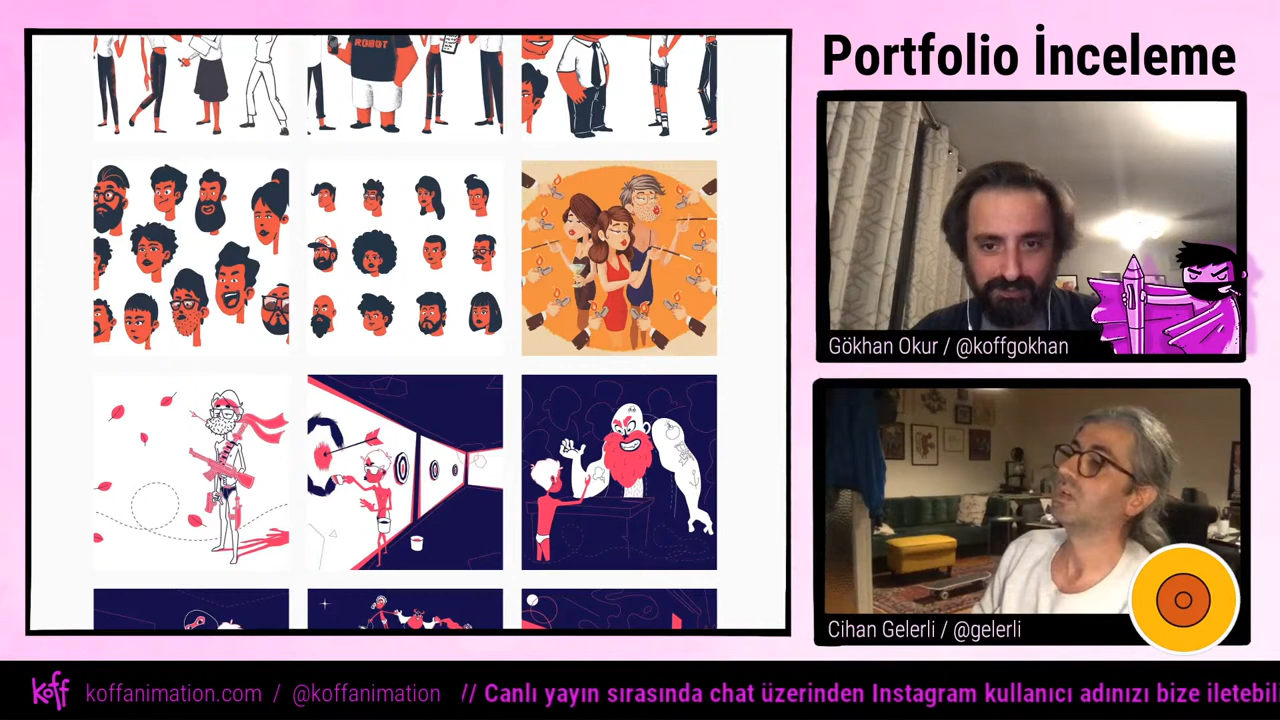 Portfolio İnceleme
ROBOT
Gökhan Okur / @koffgokhan
Cihan Gelerli / @gelerli
koff koffanimation.com / @koffanimation // Canlı yayın sırasında chat üzerinden Instagram kullanıcı adınızı bize iletebil